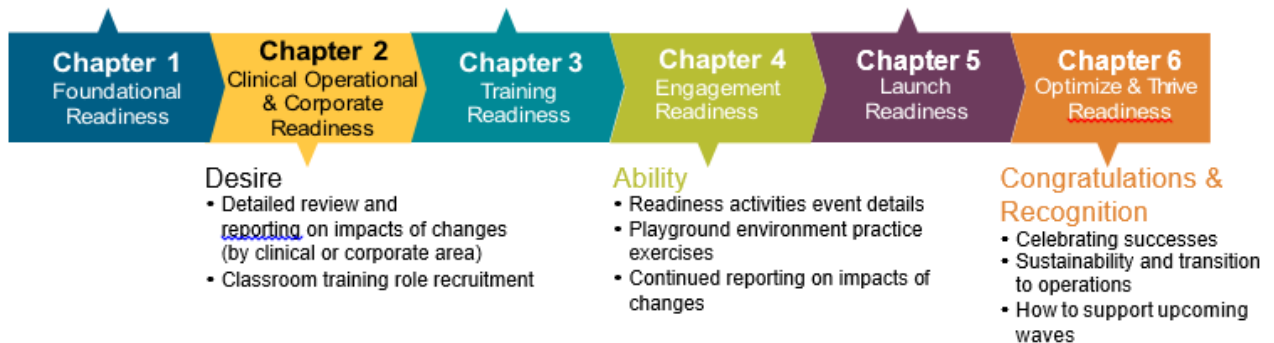 Chapter 1
Foundational
Readiness
Chapter 2
Clinical Operational
& Corporate
Readiness
Chapter 3
Training
Readiness
Chapter 4
Engagement
Readiness
Chapter 5
Launch
Readiness
Chapter 6
Optimize & Thrive
Readiness
Desire
• Detailed review and
reporting on impacts of changes
(by clinical or corporate area)
• Classroom training role recruitment
Ability
• Readiness activities event details
• Playground environment practice
exercises
• Continued reporting on impacts of
changes
Congratulations &
Recognition
• Celebrating successes
• Sustainability and transition
to operations
• How to support upcoming
waves